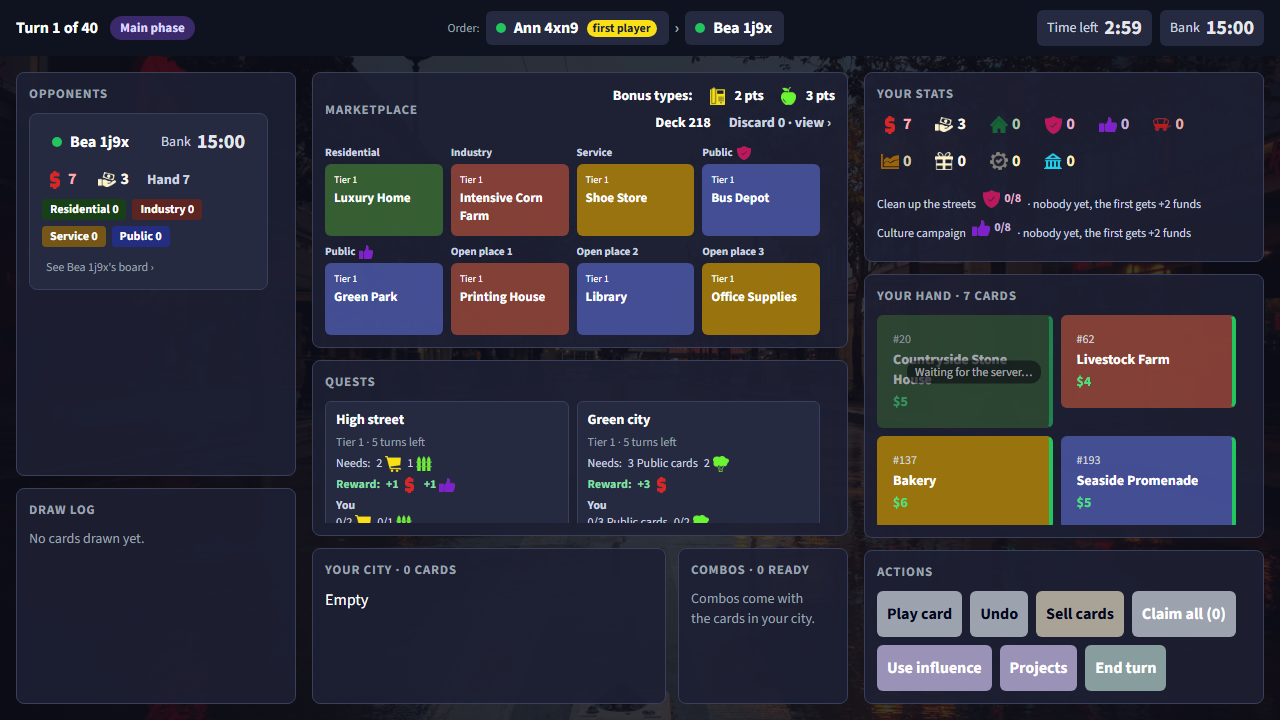 Turn 1 of 40
Main phase
Order:
Ann 4xn9
first player
›
Bea 1j9x
Time left 2:59
Bank 15:00
OPPONENTS
Bea 1j9x
Bank 15:00
7
3
Hand 7
Residential 0
Industry 0
Service 0
Public 0
See Bea 1j9x's board ›
DRAW LOG
No cards drawn yet.
MARKETPLACE
Bonus types: 2 pts 3 pts
Deck 218
Discard 0 · view ›
Residential
Industry
Service
Public
Tier 1
Luxury Home
Tier 1
Intensive Corn
Farm
Tier 1
Shoe Store
Tier 1
Bus Depot
Public
Open place 1
Open place 2
Open place 3
Tier 1
Green Park
Tier 1
Printing House
Tier 1
Library
Tier 1
Office Supplies
QUESTS
High street
Tier 1 · 5 turns left
Needs: 2 1
Reward: +1 +1
You
0/2 0/1
Green city
Tier 1 · 5 turns left
Needs: 3 Public cards 2
Reward: +3
You
0/3 Public cards 0/2
YOUR CITY · 0 CARDS
Empty
COMBOS · 0 READY
Combos come with
the cards in your city.
YOUR STATS
7 3 0 0 0 0
0 0 0 0
Clean up the streets 0/8 · nobody yet, the first gets +2 funds
Culture campaign 0/8 · nobody yet, the first gets +2 funds
YOUR HAND · 7 CARDS
#20
Countryside Stone
House
$5
Waiting for the server…
#62
Livestock Farm
$4
#137
Bakery
$6
#193
Seaside Promenade
$5
ACTIONS
Play card
Undo
Sell cards
Claim all (0)
Use influence
Projects
End turn